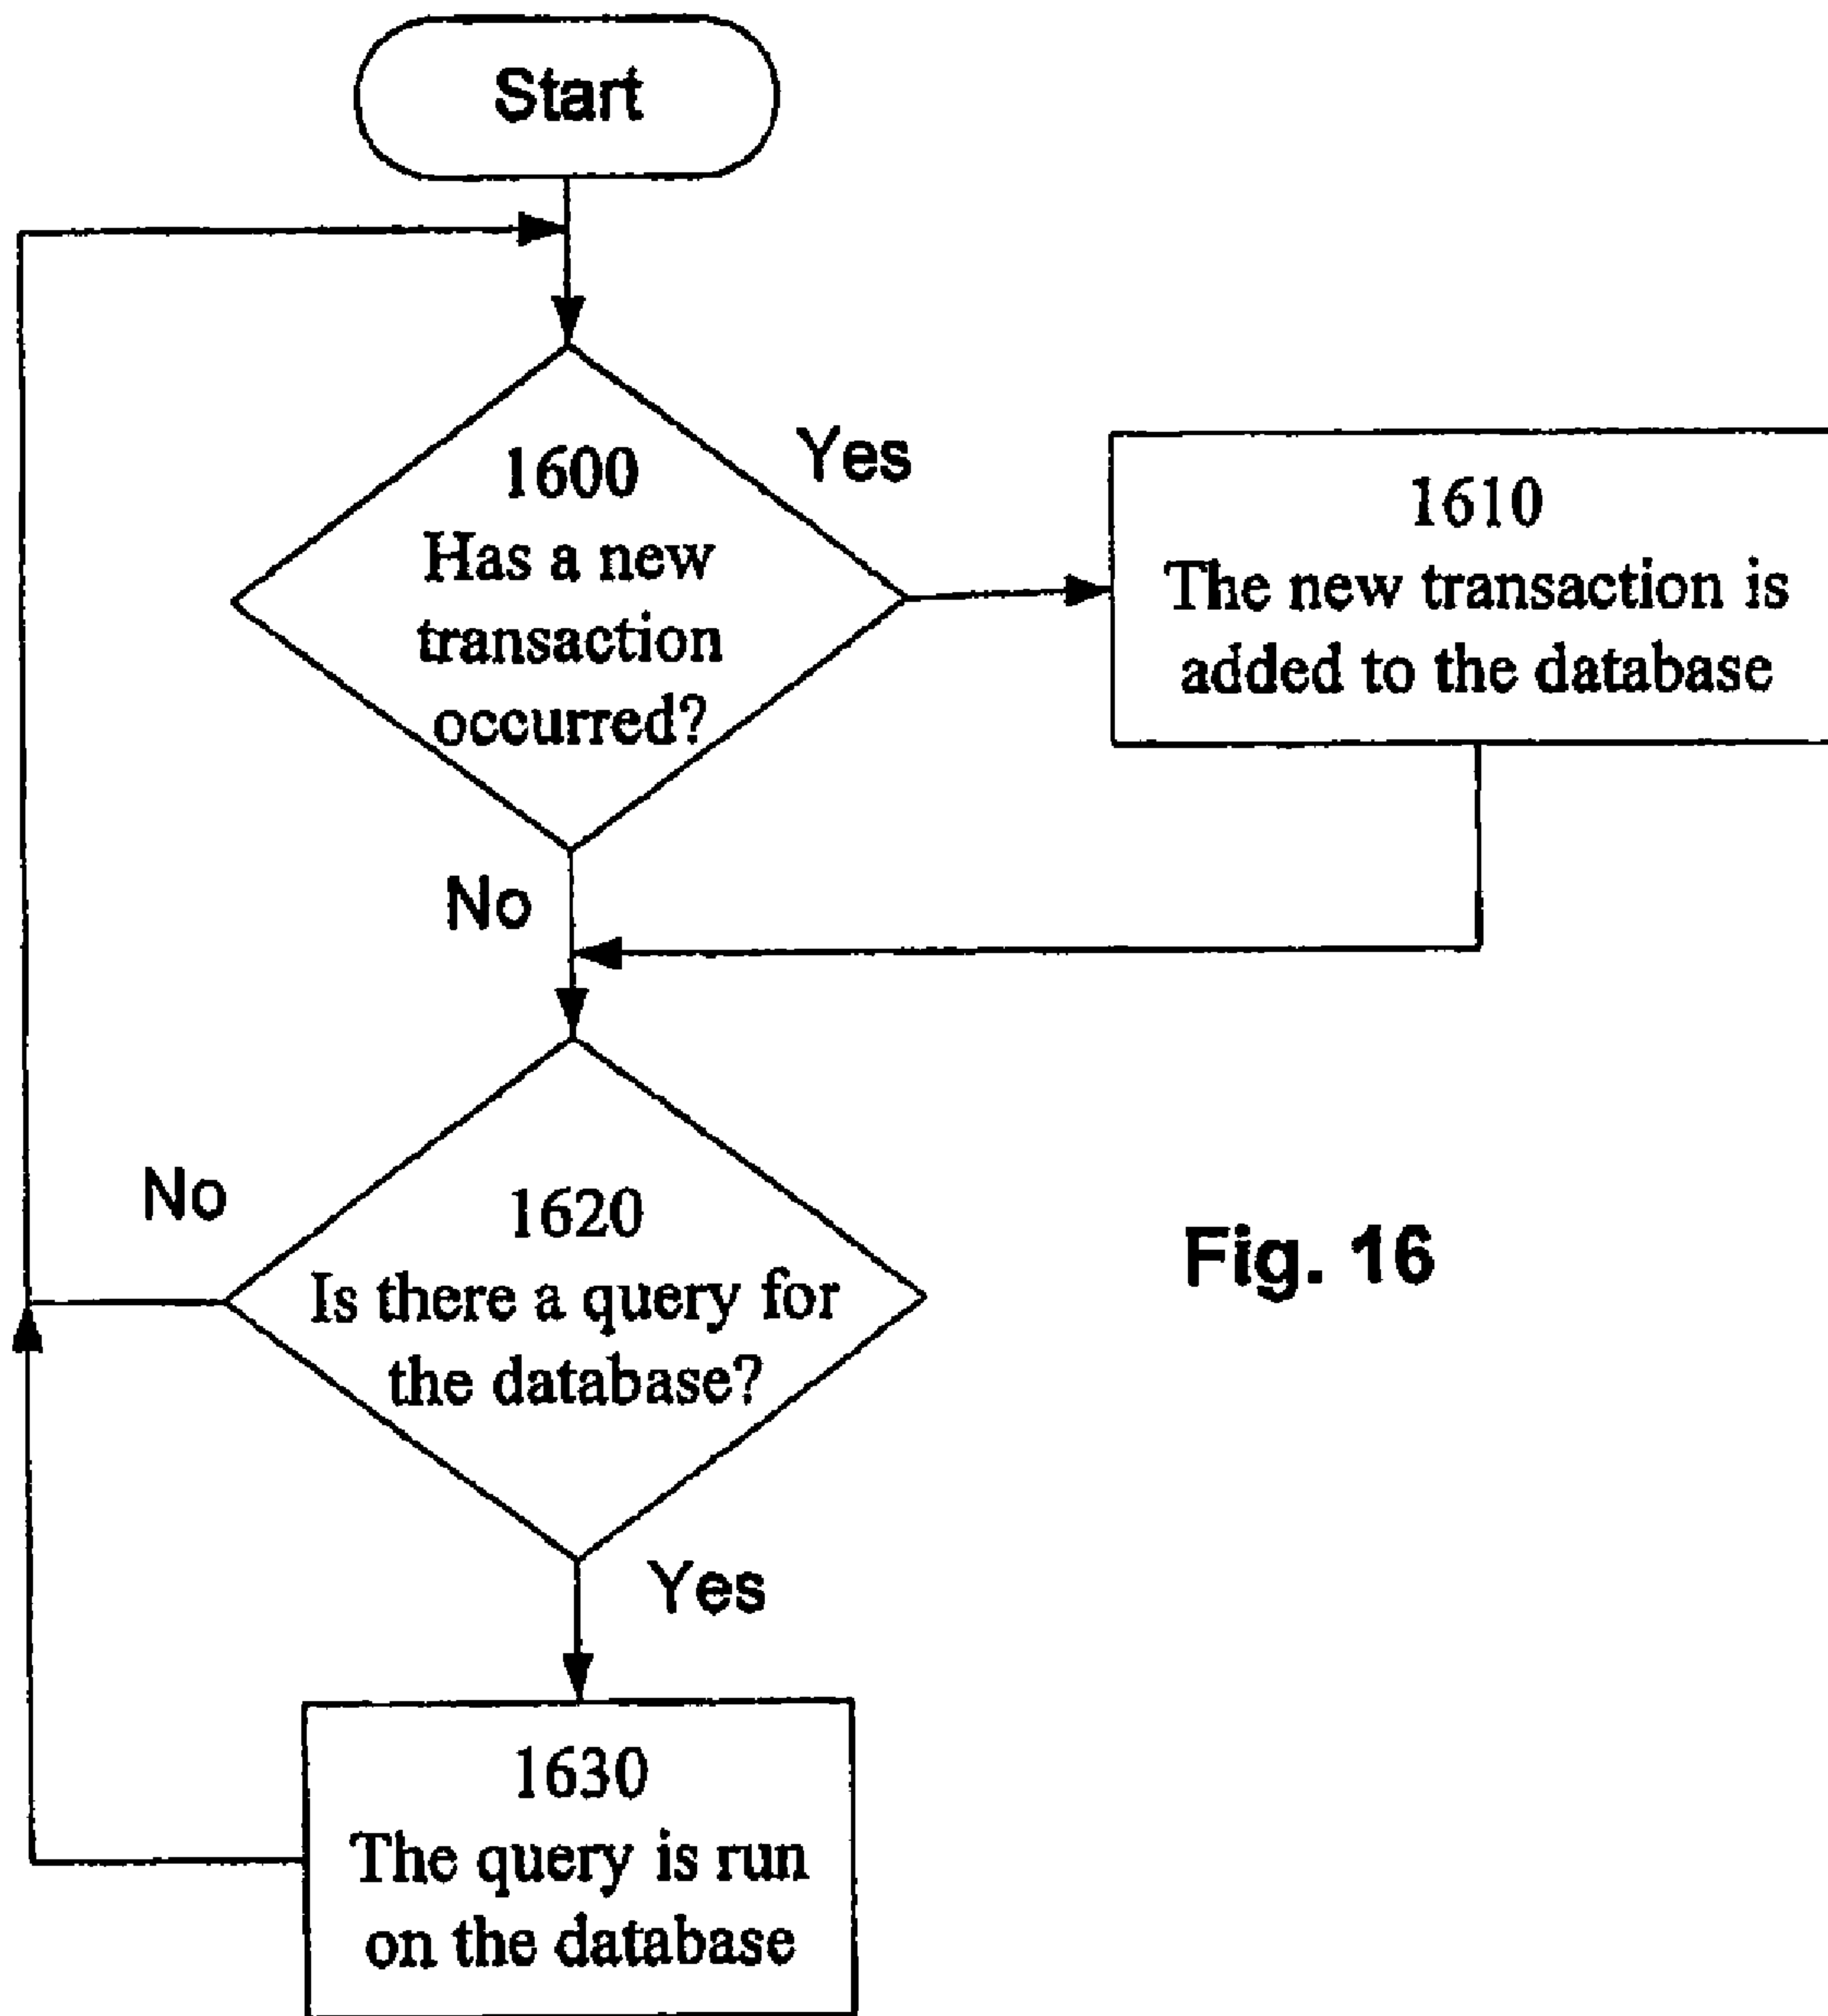 Start
1600
Has a new
transaction
occurred?
Yes
1610
The new transaction is
added to the database
No
1620
Is there a query for
the database?
No
Yes
1630
The query is run
on the database
Fig. 16